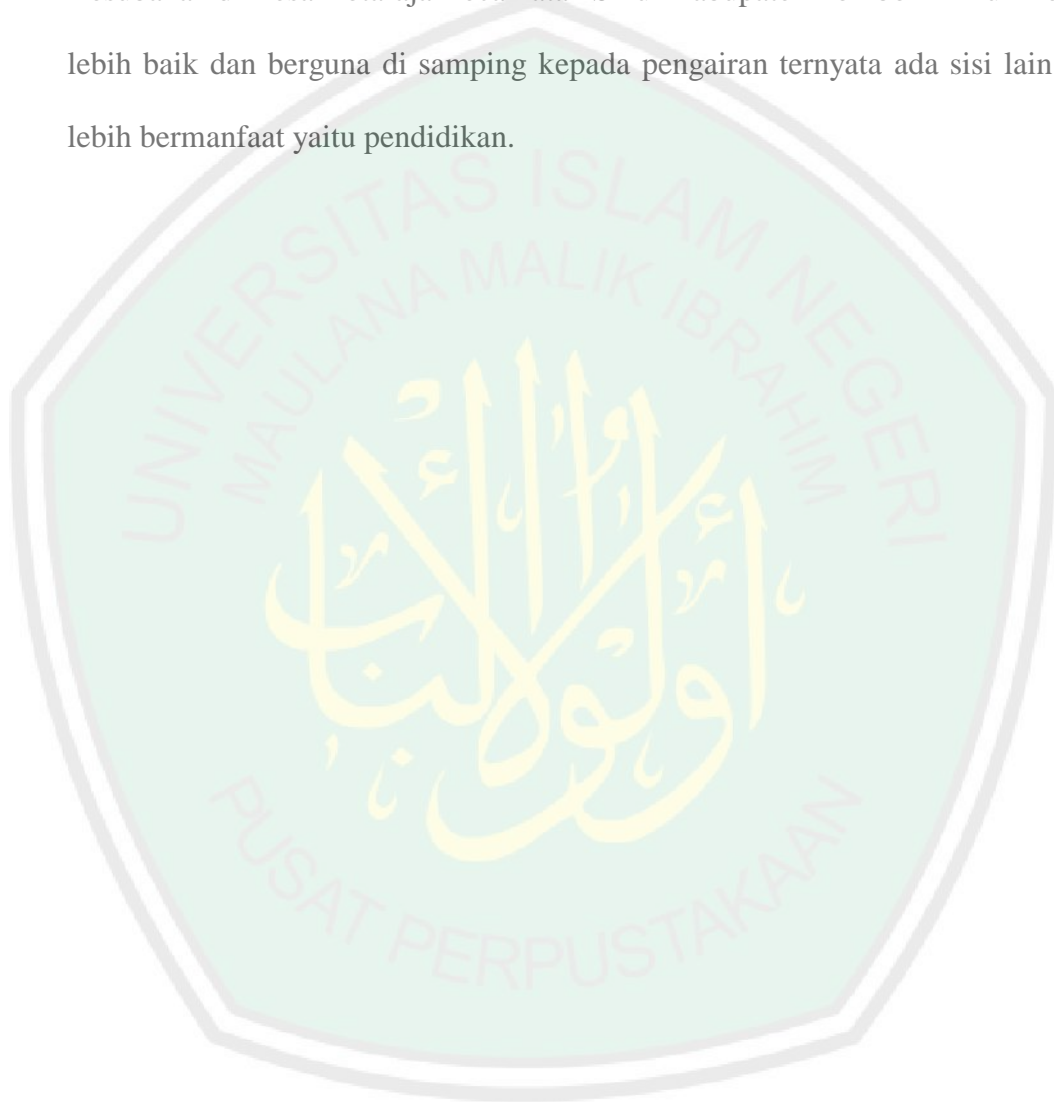 lebih baik dan berguna di samping kepada pengairan ternyata ada sisi lain
lebih bermanfaat yaitu pendidikan.
UNIVERSITAS ISLAM NEGERI
MAULANA MALIK IBRAHIM
أولوا الألباب
PUSAT PERPUSTAKAAN